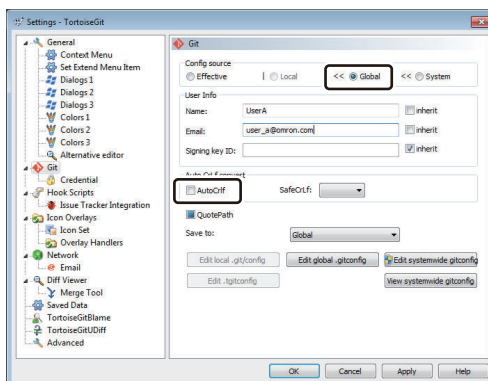 Settings - TortoiseGit
General
Context Menu
Set Extend Menu Item
Dialogs 1
Dialogs 2
Dialogs 3
Colors 1
Colors 2
Colors 3
Alternative editor
Git
Credential
Hook Scripts
Issue Tracker Integration
Icon Overlays
Icon Set
Overlay Handlers
Network
Email
Diff Viewer
Merge Tool
Saved Data
TortoiseGitBlame
TortoiseGitUDiff
Advanced
Git
Config source
Effective | Local << Global << System
User Info
Name: UserA inherit
Email: user_a@omron.com inherit
Signing key ID: inherit
Auto CrLf convert
AutoCrlf SafeCrLf:
QuotePath
Save to: Global
Edit local .git/config Edit global .gitconfig Edit systemwide gitconfig
Edit .tgitconfig View systemwide gitconfig
OK Cancel Apply Help